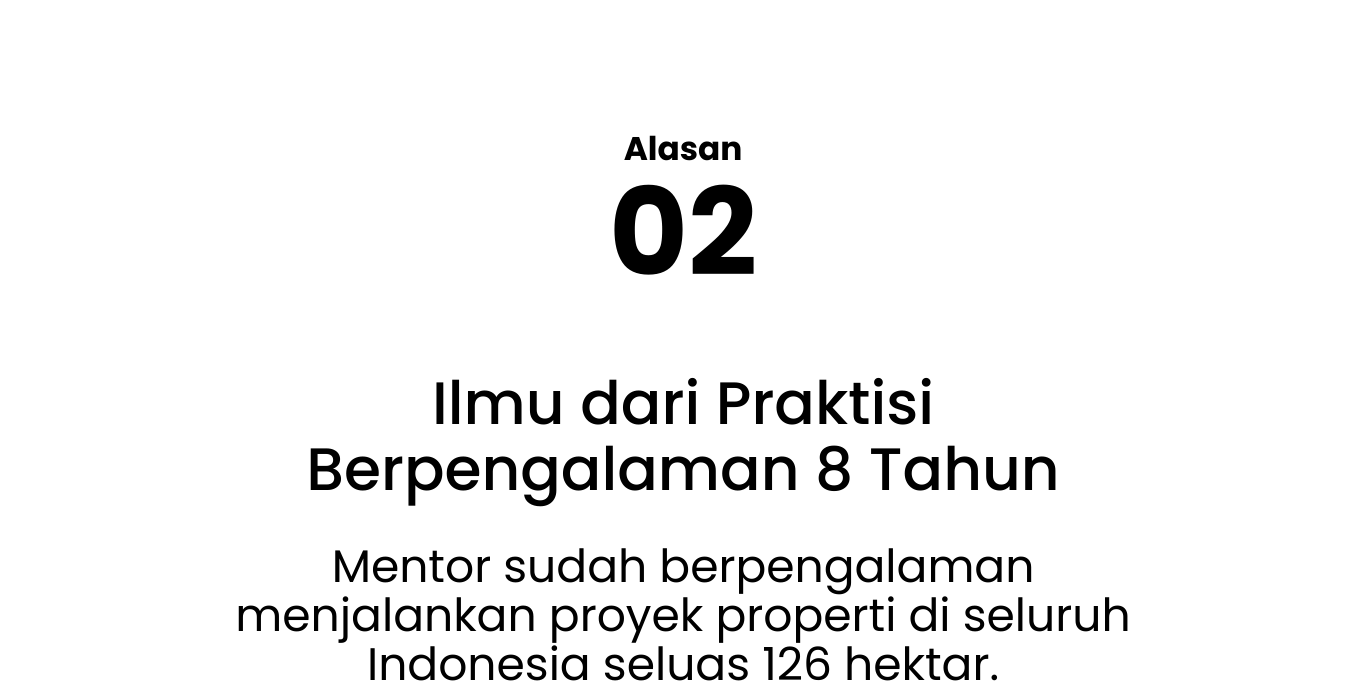 Alasan
02
Ilmu dari Praktisi
Berpengalaman 8 Tahun
Mentor sudah berpengalaman
menjalankan proyek properti di seluruh
Indonesia seluas 126 hektar.